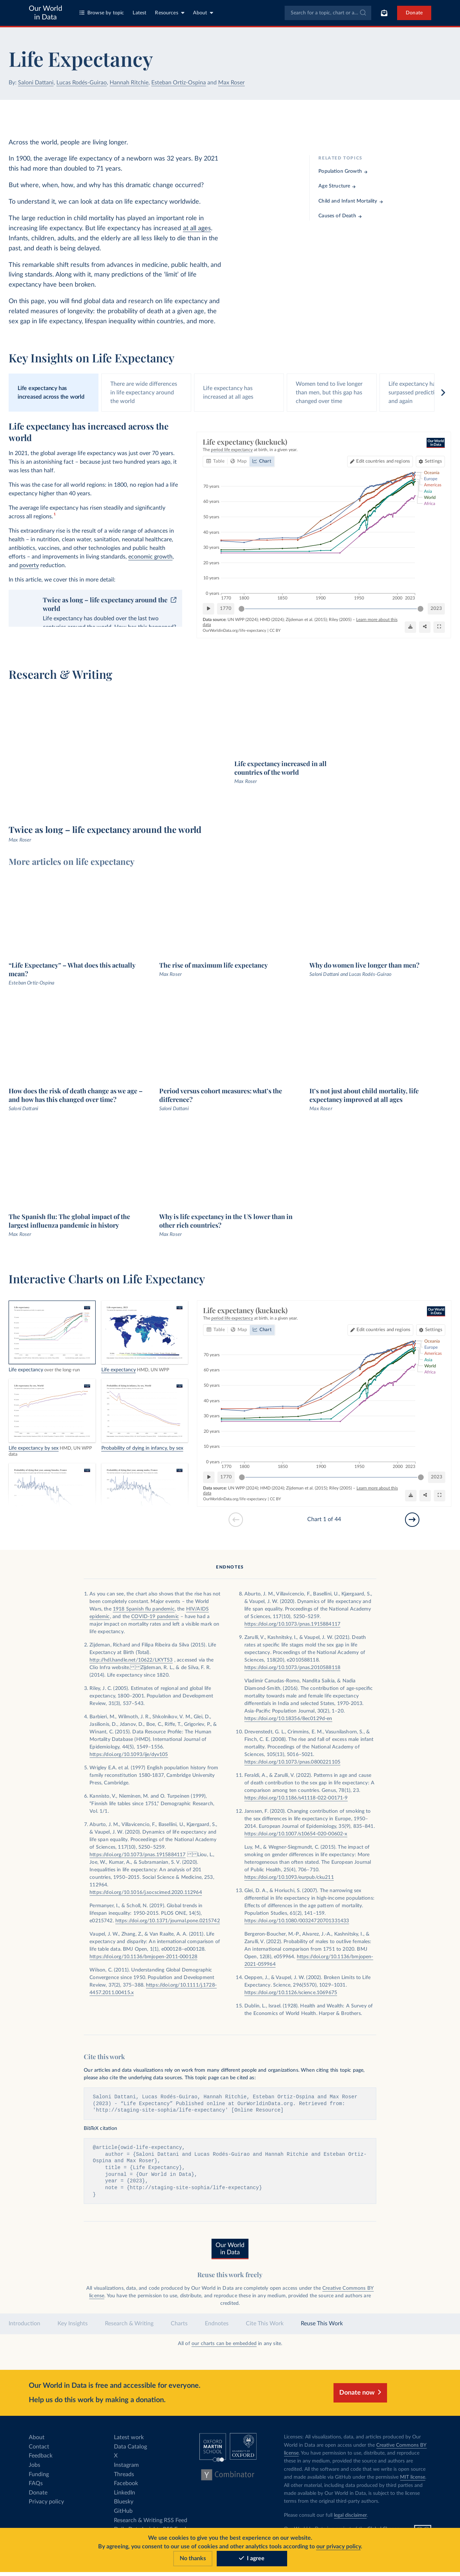 Our World
in Data
Browse by topic
Latest
Resources
About
Search for a topic, chart or a...
Donate
Life Expectancy
By: Saloni Dattani, Lucas Rodés-Guirao, Hannah Ritchie, Esteban Ortiz-Ospina and Max Roser
Across the world, people are living longer.
In 1900, the average life expectancy of a newborn was 32 years. By 2021
this had more than doubled to 71 years.
But where, when, how, and why has this dramatic change occurred?
To understand it, we can look at data on life expectancy worldwide.
The large reduction in child mortality has played an important role in
increasing life expectancy. But life expectancy has increased at all ages.
Infants, children, adults, and the elderly are all less likely to die than in the
past, and death is being delayed.
This remarkable shift results from advances in medicine, public health, and
living standards. Along with it, many predictions of the 'limit' of life
expectancy have been broken.
On this page, you will find global data and research on life expectancy and
related measures of longevity: the probability of death at a given age, the
sex gap in life expectancy, lifespan inequality within countries, and more.
RELATED TOPICS
Population Growth
Age Structure
Child and Infant Mortality
Causes of Death
Key Insights on Life Expectancy
Life expectancy has
increased across the world
There are wide differences
in life expectancy around
the world
Life expectancy has
increased at all ages
Women tend to live longer
than men, but this gap has
changed over time
Life expectancy ha
surpassed predicti
and again
Life expectancy has increased across the
world
In 2021, the global average life expectancy was just over 70 years.
This is an astonishing fact – because just two hundred years ago, it
was less than half.
This was the case for all world regions: in 1800, no region had a life
expectancy higher than 40 years.
The average life expectancy has risen steadily and significantly
across all regions.1
This extraordinary rise is the result of a wide range of advances in
health – in nutrition, clean water, sanitation, neonatal healthcare,
antibiotics, vaccines, and other technologies and public health
efforts – and improvements in living standards, economic growth,
and poverty reduction.
In this article, we cover this in more detail:
Twice as long – life expectancy around the
world
Life expectancy has doubled over the last two
centuries around the world. How has this happened?
Life expectancy (kuckuck)
The period life expectancy at birth, in a given year.
Our World
in Data
Table
Map
Chart
Edit countries and regions
Settings
70 years
60 years
50 years
40 years
30 years
20 years
10 years
0 years
1770
1800
1850
1900
1950
2000
2023
Oceania
Europe
Americas
Asia
World
Africa
1770
2023
Data source: UN WPP (2024); HMD (2024); Zijdeman et al. (2015); Riley (2005) – Learn more about this
data
OurWorldinData.org/life-expectancy | CC BY
Research & Writing
Life expectancy increased in all
countries of the world
Max Roser
Twice as long – life expectancy around the world
Max Roser
More articles on life expectancy
“Life Expectancy” – What does this actually
mean?
Esteban Ortiz-Ospina
The rise of maximum life expectancy
Max Roser
Why do women live longer than men?
Saloni Dattani and Lucas Rodés-Guirao
How does the risk of death change as we age –
and how has this changed over time?
Saloni Dattani
Period versus cohort measures: what's the
difference?
Saloni Dattani
It's not just about child mortality, life
expectancy improved at all ages
Max Roser
The Spanish flu: The global impact of the
largest influenza pandemic in history
Max Roser
Why is life expectancy in the US lower than in
other rich countries?
Max Roser
Interactive Charts on Life Expectancy
Life expectancy over the long-run
Life expectancy HMD, UN WPP
Life expectancy by sex HMD, UN WPP
data
Probability of dying in infancy, by sex
Life expectancy (kuckuck)
The period life expectancy at birth, in a given year.
Our World
in Data
Table
Map
Chart
Edit countries and regions
Settings
70 years
60 years
50 years
40 years
30 years
20 years
10 years
0 years
1770
1800
1850
1900
1950
2000
2023
Oceania
Europe
Americas
Asia
World
Africa
1770
2023
Data source: UN WPP (2024); HMD (2024); Zijdeman et al. (2015); Riley (2005) – Learn more about this
data
OurWorldinData.org/life-expectancy | CC BY
Chart 1 of 44
ENDNOTES
1. As you can see, the chart also shows that the rise has not
been completely constant. Major events – the World
Wars, the 1918 Spanish flu pandemic, the HIV/AIDS
epidemic, and the COVID-19 pandemic – have had a
major impact on mortality rates and left a visible mark on
life expectancy.
2. Zijdeman, Richard and Filipa Ribeira da Silva (2015). Life
Expectancy at Birth (Total).
http://hdl.handle.net/10622/LKYT53 , accessed via the
Clio Infra website. Zijdeman, R. L., & da Silva, F. R.
(2014). Life expectancy since 1820.
3. Riley, J. C. (2005). Estimates of regional and global life
expectancy, 1800–2001. Population and Development
Review, 31(3), 537–543.
4. Barbieri, M., Wilmoth, J. R., Shkolnikov, V. M., Glei, D.,
Jasilionis, D., Jdanov, D., Boe, C., Riffe, T., Grigoriev, P., &
Winant, C. (2015). Data Resource Profile: The Human
Mortality Database (HMD). International Journal of
Epidemiology, 44(5), 1549–1556.
https://doi.org/10.1093/ije/dyv105
5. Wrigley E.A. et al. (1997) English population history from
family reconstitution 1580-1837, Cambridge University
Press, Cambridge.
6. Kannisto, V., Nieminen, M. and O. Turpeinen (1999),
"Finnish life tables since 1751," Demographic Research,
Vol. 1/1.
7. Aburto, J. M., Villavicencio, F., Basellini, U., Kjærgaard, S.,
& Vaupel, J. W. (2020). Dynamics of life expectancy and
life span equality. Proceedings of the National Academy
of Sciences, 117(10), 5250–5259.
https://doi.org/10.1073/pnas.1915884117 Liou, L.,
Joe, W., Kumar, A., & Subramanian, S. V. (2020).
Inequalities in life expectancy: An analysis of 201
countries, 1950–2015. Social Science & Medicine, 253,
112964.
https://doi.org/10.1016/j.socscimed.2020.112964
Permanyer, I., & Scholl, N. (2019). Global trends in
lifespan inequality: 1950-2015. PLOS ONE, 14(5),
e0215742. https://doi.org/10.1371/journal.pone.0215742
Vaupel, J. W., Zhang, Z., & Van Raalte, A. A. (2011). Life
expectancy and disparity: An international comparison of
life table data. BMJ Open, 1(1), e000128–e000128.
https://doi.org/10.1136/bmjopen-2011-000128
Wilson, C. (2011). Understanding Global Demographic
Convergence since 1950. Population and Development
Review, 37(2), 375–388. https://doi.org/10.1111/j.1728-
4457.2011.00415.x
8. Aburto, J. M., Villavicencio, F., Basellini, U., Kjærgaard, S.,
& Vaupel, J. W. (2020). Dynamics of life expectancy and
life span equality. Proceedings of the National Academy
of Sciences, 117(10), 5250–5259.
https://doi.org/10.1073/pnas.1915884117
9. Zarulli, V., Kashnitsky, I., & Vaupel, J. W. (2021). Death
rates at specific life stages mold the sex gap in life
expectancy. Proceedings of the National Academy of
Sciences, 118(20), e2010588118.
https://doi.org/10.1073/pnas.2010588118
Vladimir Canudas-Romo, Nandita Saikia, & Nadia
Diamond-Smith. (2016). The contribution of age-specific
mortality towards male and female life expectancy
differentials in India and selected States, 1970-2013.
Asia-Pacific Population Journal, 30(2), 1–20.
https://doi.org/10.18356/8ec0129d-en
10. Drevenstedt, G. L., Crimmins, E. M., Vasunilashorn, S., &
Finch, C. E. (2008). The rise and fall of excess male infant
mortality. Proceedings of the National Academy of
Sciences, 105(13), 5016–5021.
https://doi.org/10.1073/pnas.0800221105
11. Feraldi, A., & Zarulli, V. (2022). Patterns in age and cause
of death contribution to the sex gap in life expectancy: A
comparison among ten countries. Genus, 78(1), 23.
https://doi.org/10.1186/s41118-022-00171-9
12. Janssen, F. (2020). Changing contribution of smoking to
the sex differences in life expectancy in Europe, 1950–
2014. European Journal of Epidemiology, 35(9), 835–841.
https://doi.org/10.1007/s10654-020-00602-x
Luy, M., & Wegner-Siegmundt, C. (2015). The impact of
smoking on gender differences in life expectancy: More
heterogeneous than often stated. The European Journal
of Public Health, 25(4), 706–710.
https://doi.org/10.1093/eurpub/cku211
13. Glei, D. A., & Horiuchi, S. (2007). The narrowing sex
differential in life expectancy in high-income populations:
Effects of differences in the age pattern of mortality.
Population Studies, 61(2), 141–159.
https://doi.org/10.1080/00324720701331433
Bergeron-Boucher, M.-P., Alvarez, J.-A., Kashnitsky, I., &
Zarulli, V. (2022). Probability of males to outlive females:
An international comparison from 1751 to 2020. BMJ
Open, 12(8), e059964. https://doi.org/10.1136/bmjopen-
2021-059964
14. Oeppen, J., & Vaupel, J. W. (2002). Broken Limits to Life
Expectancy. Science, 296(5570), 1029–1031.
https://doi.org/10.1126/science.1069675
15. Dublin, L., Israel. (1928). Health and Wealth: A Survey of
the Economics of World Health. Harper & Brothers.
Cite this work
Our articles and data visualizations rely on work from many different people and organizations. When citing this topic page,
please also cite the underlying data sources. This topic page can be cited as:
Saloni Dattani, Lucas Rodés-Guirao, Hannah Ritchie, Esteban Ortiz-Ospina and Max Roser
(2023) - “Life Expectancy” Published online at OurWorldinData.org. Retrieved from:
'http://staging-site-sophia/life-expectancy' [Online Resource]
BibTeX citation
@article{owid-life-expectancy,
author = {Saloni Dattani and Lucas Rodés-Guirao and Hannah Ritchie and Esteban Ortiz-
Ospina and Max Roser},
title = {Life Expectancy},
journal = {Our World in Data},
year = {2023},
note = {http://staging-site-sophia/life-expectancy}
}
Our World
in Data
Reuse this work freely
All visualizations, data, and code produced by Our World in Data are completely open access under the Creative Commons BY
license. You have the permission to use, distribute, and reproduce these in any medium, provided the source and authors are
credited.
Introduction
Key Insights
Research & Writing
Charts
Endnotes
Cite This Work
Reuse This Work
All of our charts can be embedded in any site.
Our World in Data is free and accessible for everyone.
Help us do this work by making a donation.
Donate now
About
Contact
Feedback
Jobs
Funding
FAQs
Donate
Privacy policy
Latest work
Data Catalog
X
Instagram
Threads
Facebook
LinkedIn
Bluesky
GitHub
Research & Writing RSS Feed
OXFORD
MARTIN
SCHOOL
UNIVERSITY OF
OXFORD
Y Combinator
Licenses: All visualizations, data, and articles produced by Our
World in Data are open access under the Creative Commons BY
license. You have permission to use, distribute, and reproduce
these in any medium, provided the source and authors are
credited. All the software and code that we write is open source
and made available via GitHub under the permissive MIT license.
All other material, including data produced by third parties and
made available by Our World in Data, is subject to the license
terms from the original third-party authors.
Please consult our full legal disclaimer.
We use cookies to give you the best experience on our website.
By agreeing, you consent to our use of cookies and other analytics tools according to our privacy policy.
No thanks
I agree